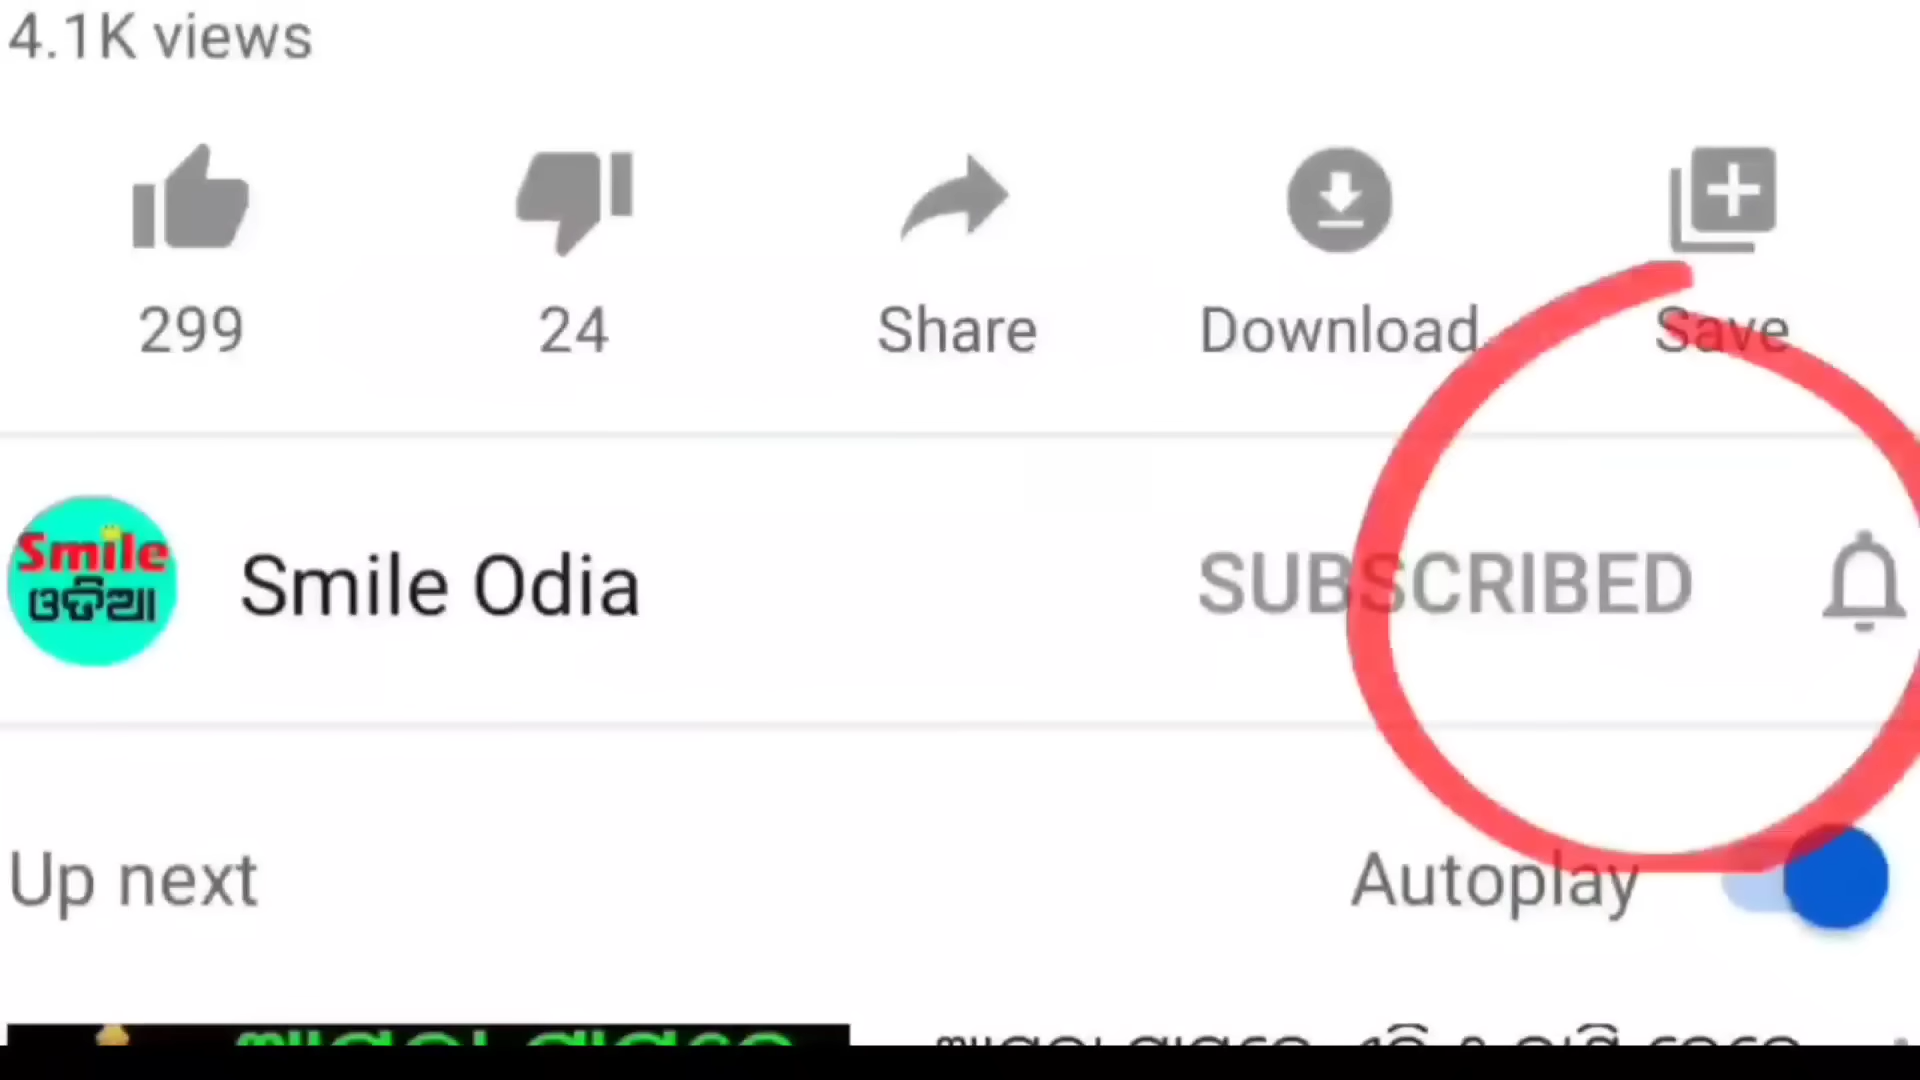 4.1K views
299 24 Share Download Save
Smile
ଓଡିଆ
Smile Odia SUBSCRIBED
Up next Autoplay